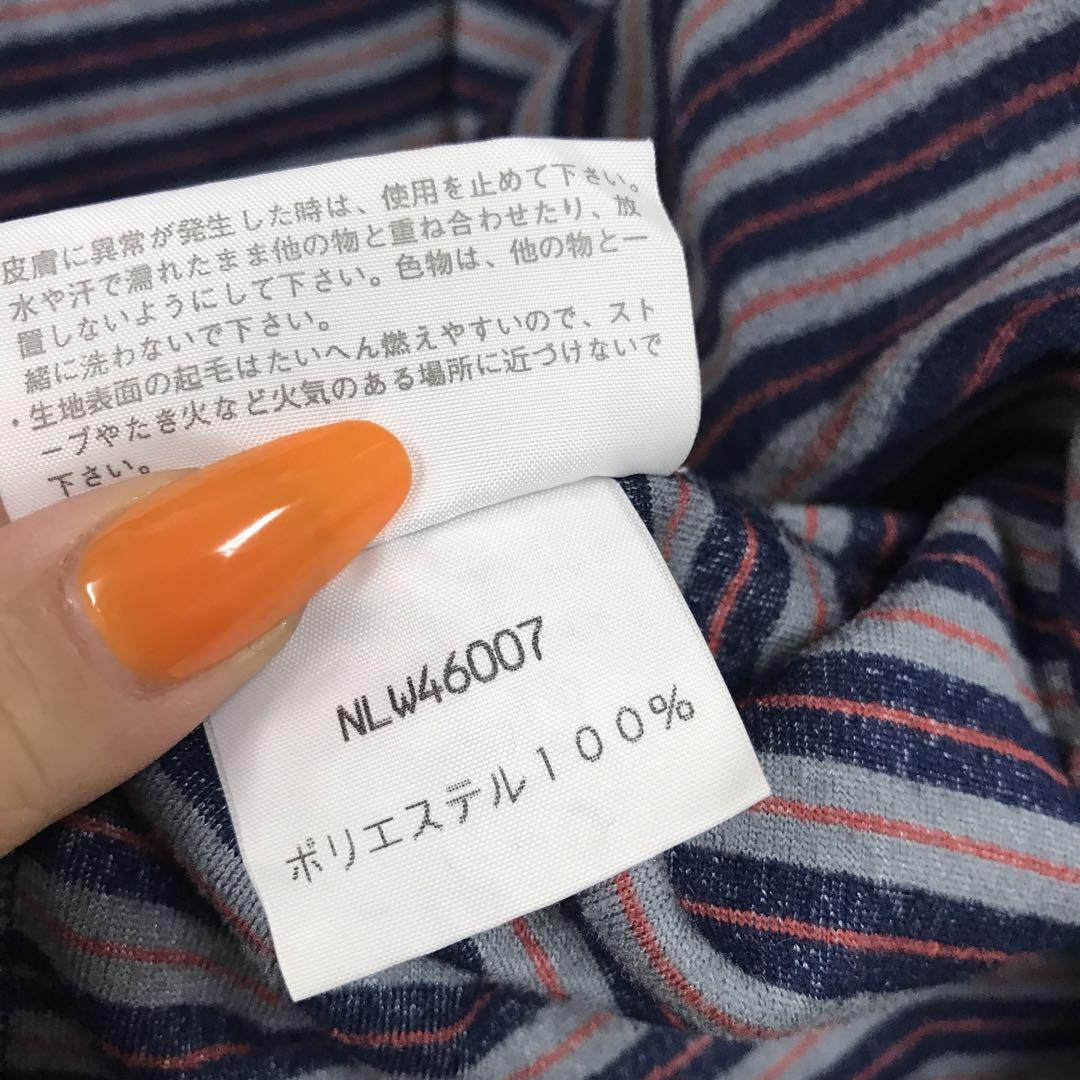 皮膚に異常が発生した時は、使用を止めて下さい。
水や汗で濡れたまま他の物と重ね合わせたり、放
置しないようにして下さい。色物は、他の物と一
緒に洗わないで下さい。
・生地表面の起毛はたいへん燃えやすいので、スト
ーブやたき火など火気のある場所に近づけないで
下さい。
NLW46007
ポリエステル１００%